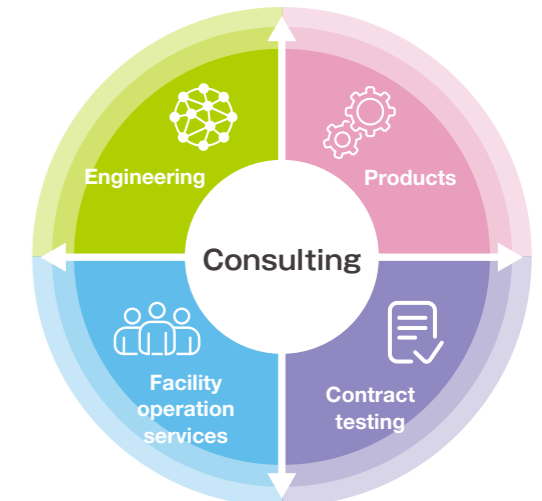 Engineering
Products
Consulting
Facility
operation
services
Contract
testing